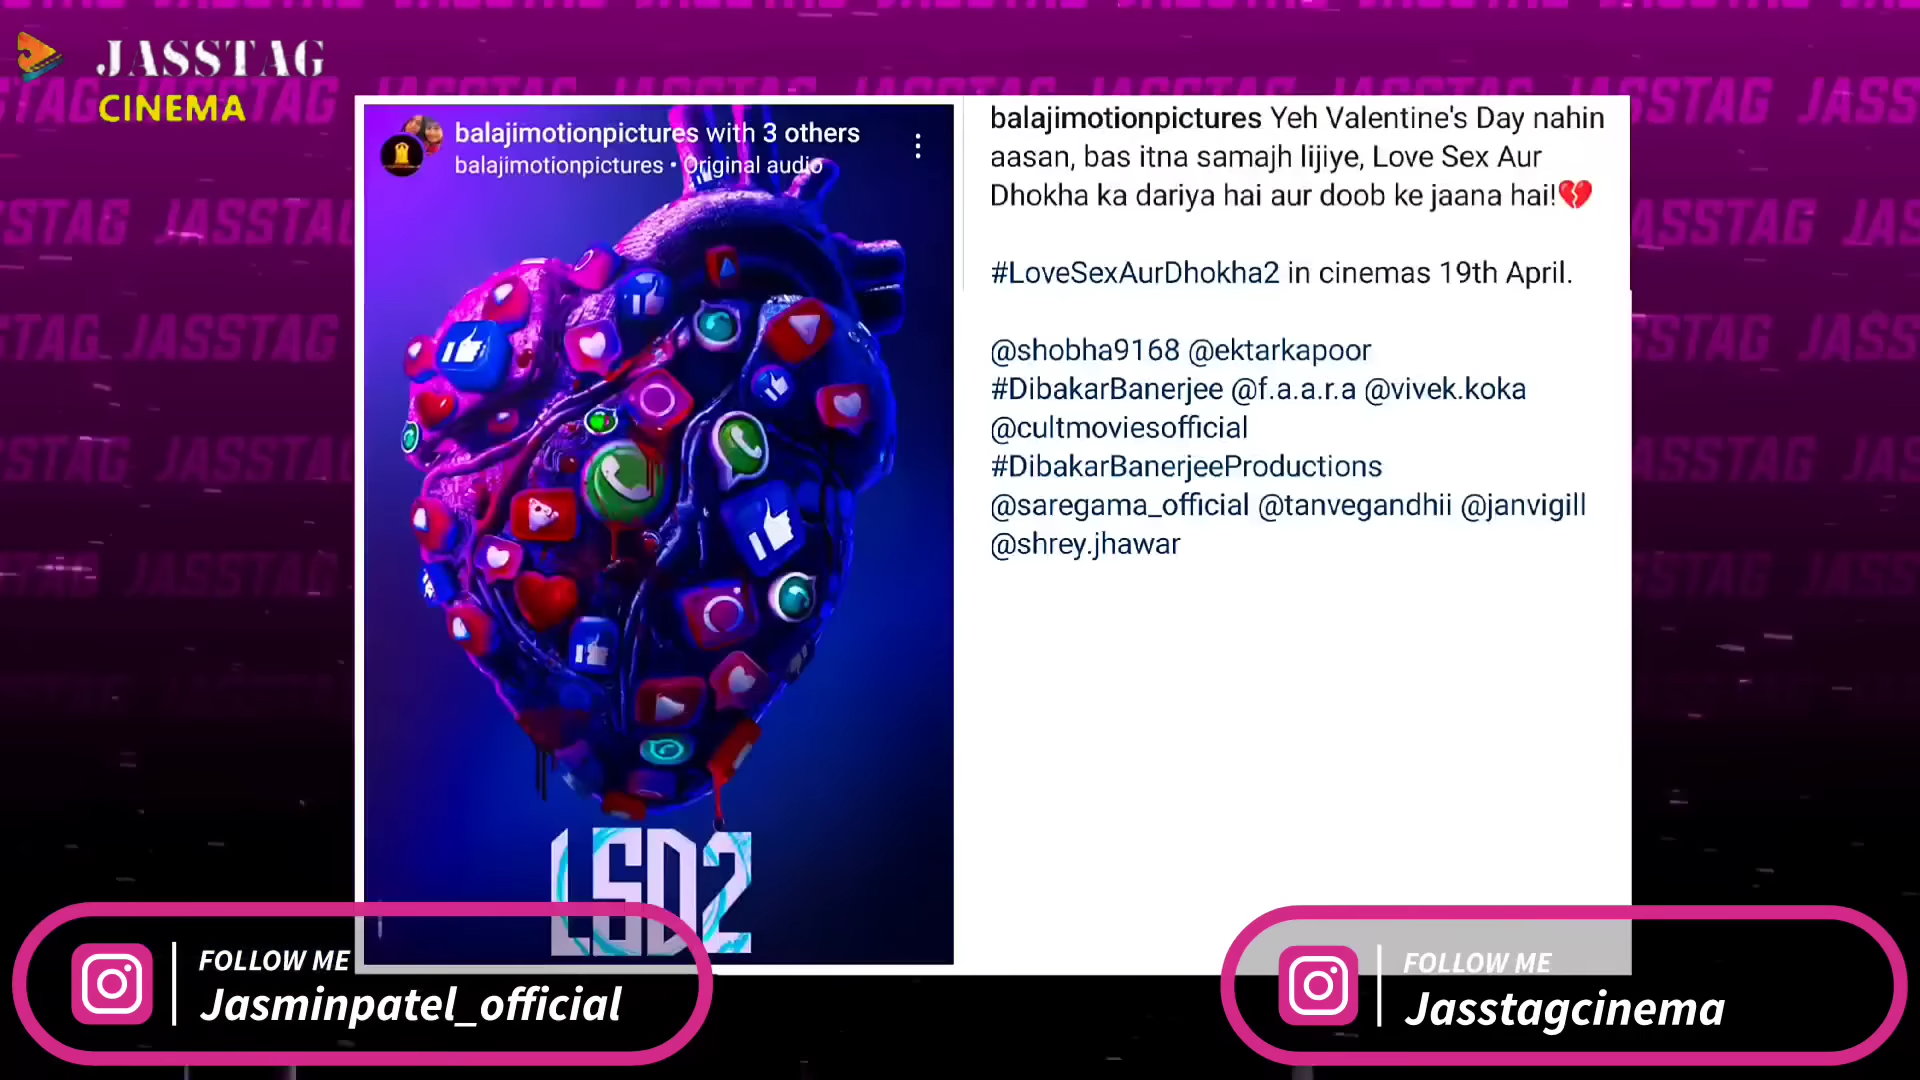 JASSTAG
CINEMA
balajimotionpictures with 3 others
balajimotionpictures • Original audio
LSD2
balajimotionpictures Yeh Valentine's Day nahin
aasan, bas itna samajh lijiye, Love Sex Aur
Dhokha ka dariya hai aur doob ke jaana hai!💔
#LoveSexAurDhokha2 in cinemas 19th April.
@shobha9168 @ektarkapoor
#DibakarBanerjee @f.a.a.r.a @vivek.koka
@cultmoviesofficial
#DibakarBanerjeeProductions
@saregama_official @tanvegandhii @janvigill
@shrey.jhawar
FOLLOW ME
Jasminpatel_official
FOLLOW ME
Jasstagcinema